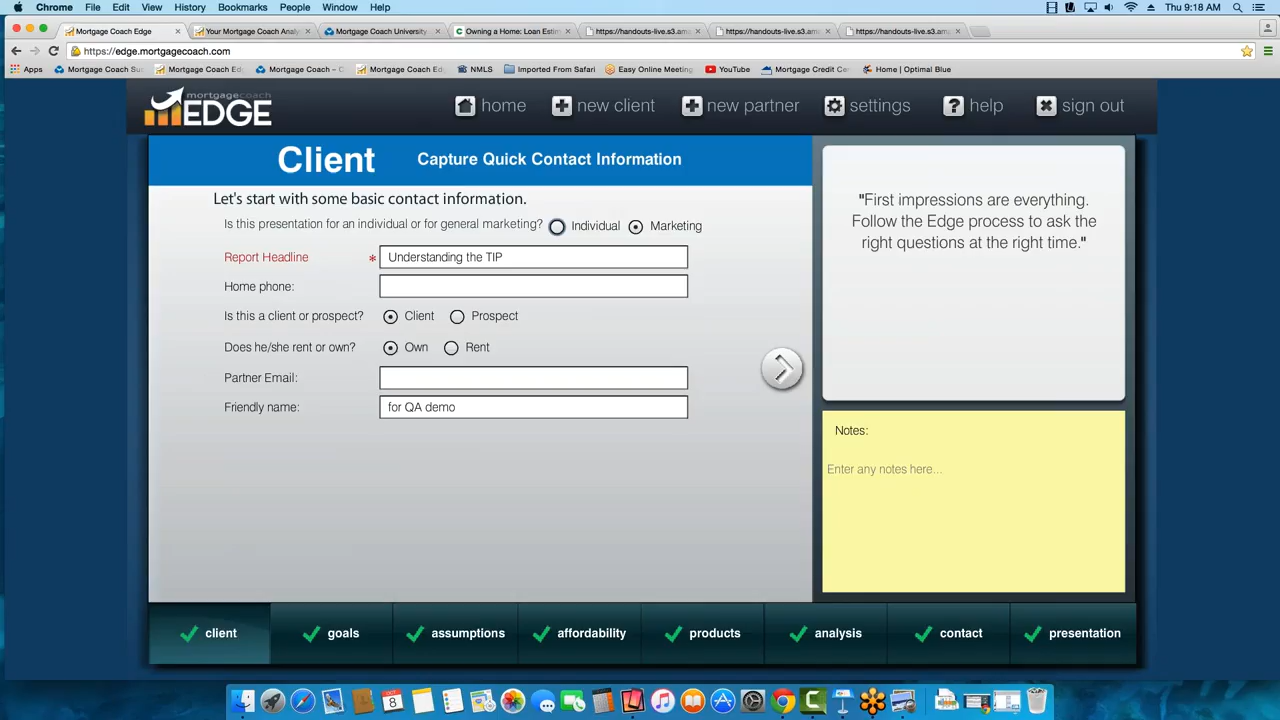 Chrome File Edit View History Bookmarks People Window Help Thu 9:18 AM
Mortgage Coach Edge Your Mortgage Coach Analy Mortgage Coach University Owning a Home: Loan Estim https://handouts-live.s3.am https://handouts-live.s3.am https://handouts-live.s3.am
https://edge.mortgagecoach.com
Apps Mortgage Coach Su Mortgage Coach Ed Mortgage Coach – C Mortgage Coach Ed NMLS Imported From Safari Easy Online Meeting YouTube Mortgage Credit Cer Home | Optimal Blue
mortgagecoach
EDGE
home new client new partner settings help sign out
Client Capture Quick Contact Information
Let's start with some basic contact information.
Is this presentation for an individual or for general marketing? Individual Marketing
Report Headline * Understanding the TIP
Home phone:
Is this a client or prospect? Client Prospect
Does he/she rent or own? Own Rent
Partner Email:
Friendly name: for QA demo
"First impressions are everything.
Follow the Edge process to ask the
right questions at the right time."
Notes:
Enter any notes here...
client goals assumptions affordability products analysis contact presentation
8